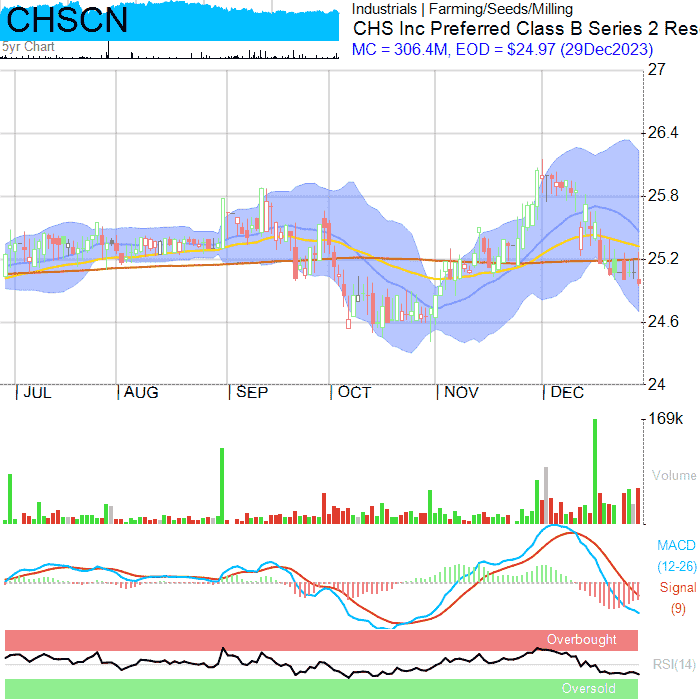 CHSCN
5yr Chart
Industrials | Farming/Seeds/Milling
CHS Inc Preferred Class B Series 2 Res
MC = 306.4M, EOD = $24.97 (29Dec2023)
27
26.4
25.8
25.2
24.6
24
JUL AUG SEP OCT NOV DEC
169k
Volume
MACD
(12-26)
Signal
(9)
Overbought
RSI(14)
Oversold